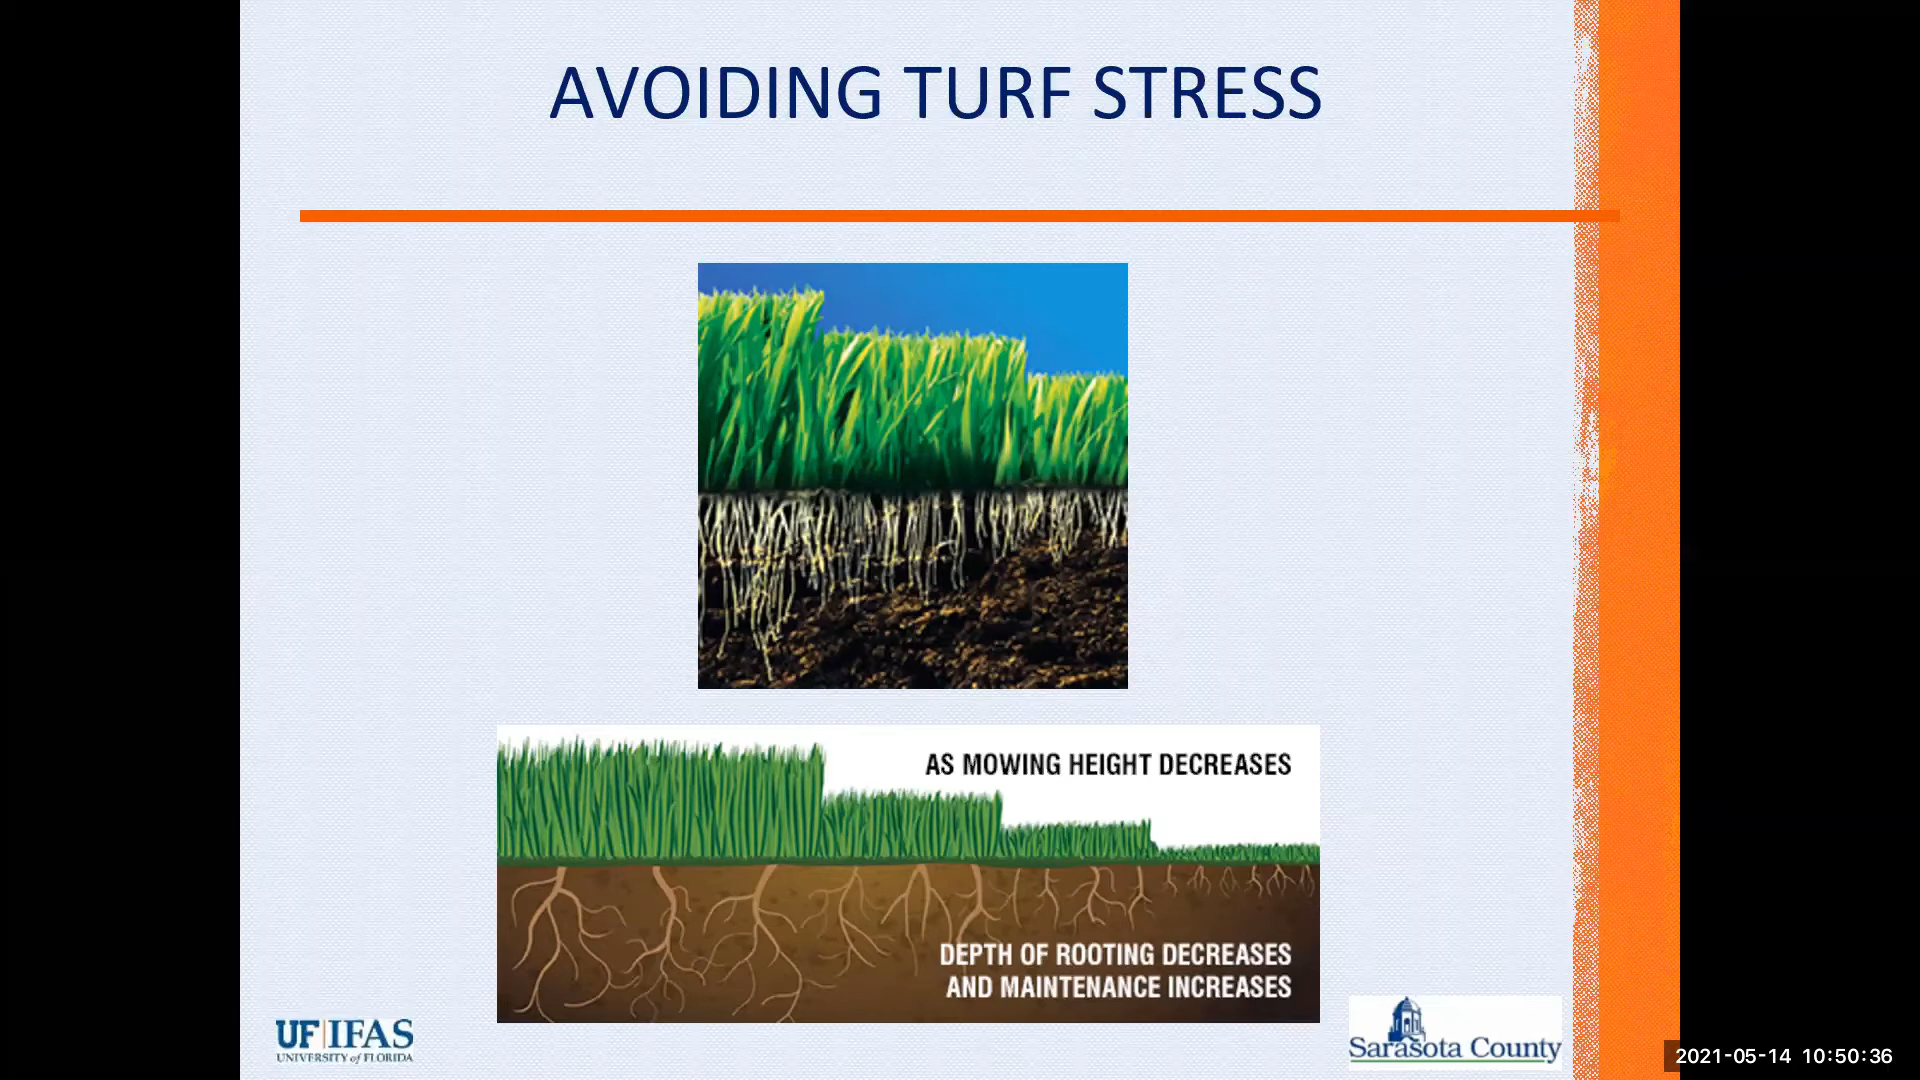 AVOIDING TURF STRESS
AS MOWING HEIGHT DECREASES
DEPTH OF ROOTING DECREASES
AND MAINTENANCE INCREASES
UF|IFAS
UNIVERSITY of FLORIDA
Sarasota County
2021-05-14 10:50:36